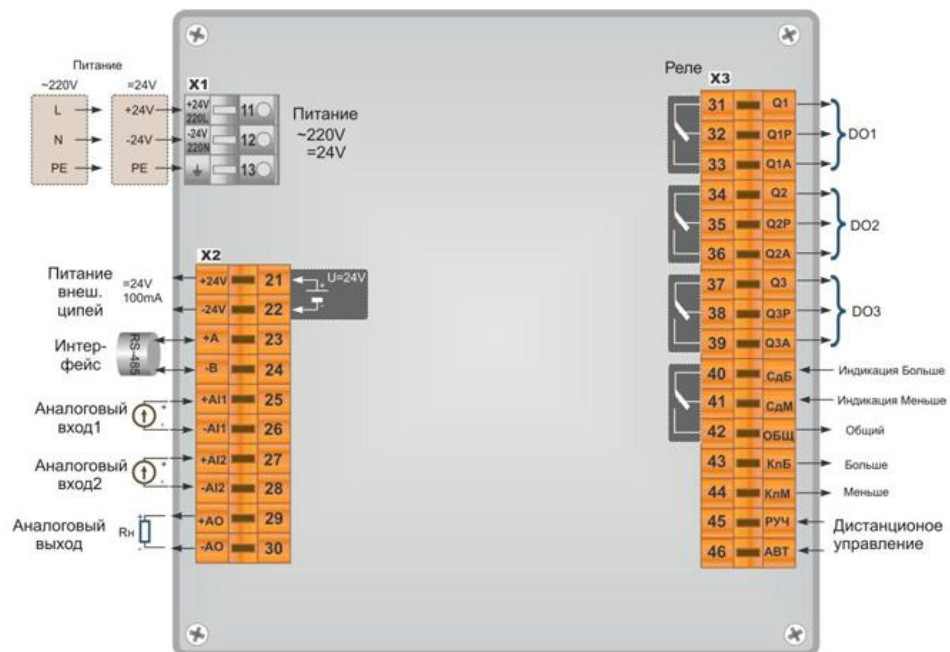 Питание
~220V =24V
L +24V
N -24V
PE PE
X1
+24V 220L 11
-24V 220N 12
13
Питание
~220V
=24V
X2
Питание
внеш.
ципей
=24V
100mA
+24V 21
-24V 22
U=24V
+ -
Интер-
фейс
RS-485
+A 23
-B 24
Аналоговый
вход1
+ -
+AI1 25
-AI1 26
Аналоговый
вход2
+ -
+AI2 27
-AI2 28
Аналоговый
выход
Rн
+ -
+AO 29
-AO 30
Реле
X3
31 Q1
32 Q1P
33 Q1A
DO1
34 Q2
35 Q2P
36 Q2A
DO2
37 Q3
38 Q3P
39 Q3A
DO3
40 СдБ Индикация Больше
41 СдМ Индикация Меньше
42 ОБЩ Общий
43 КлБ Больше
44 КлМ Меньше
45 РУЧ
46 АВТ
Дистанционое
управление